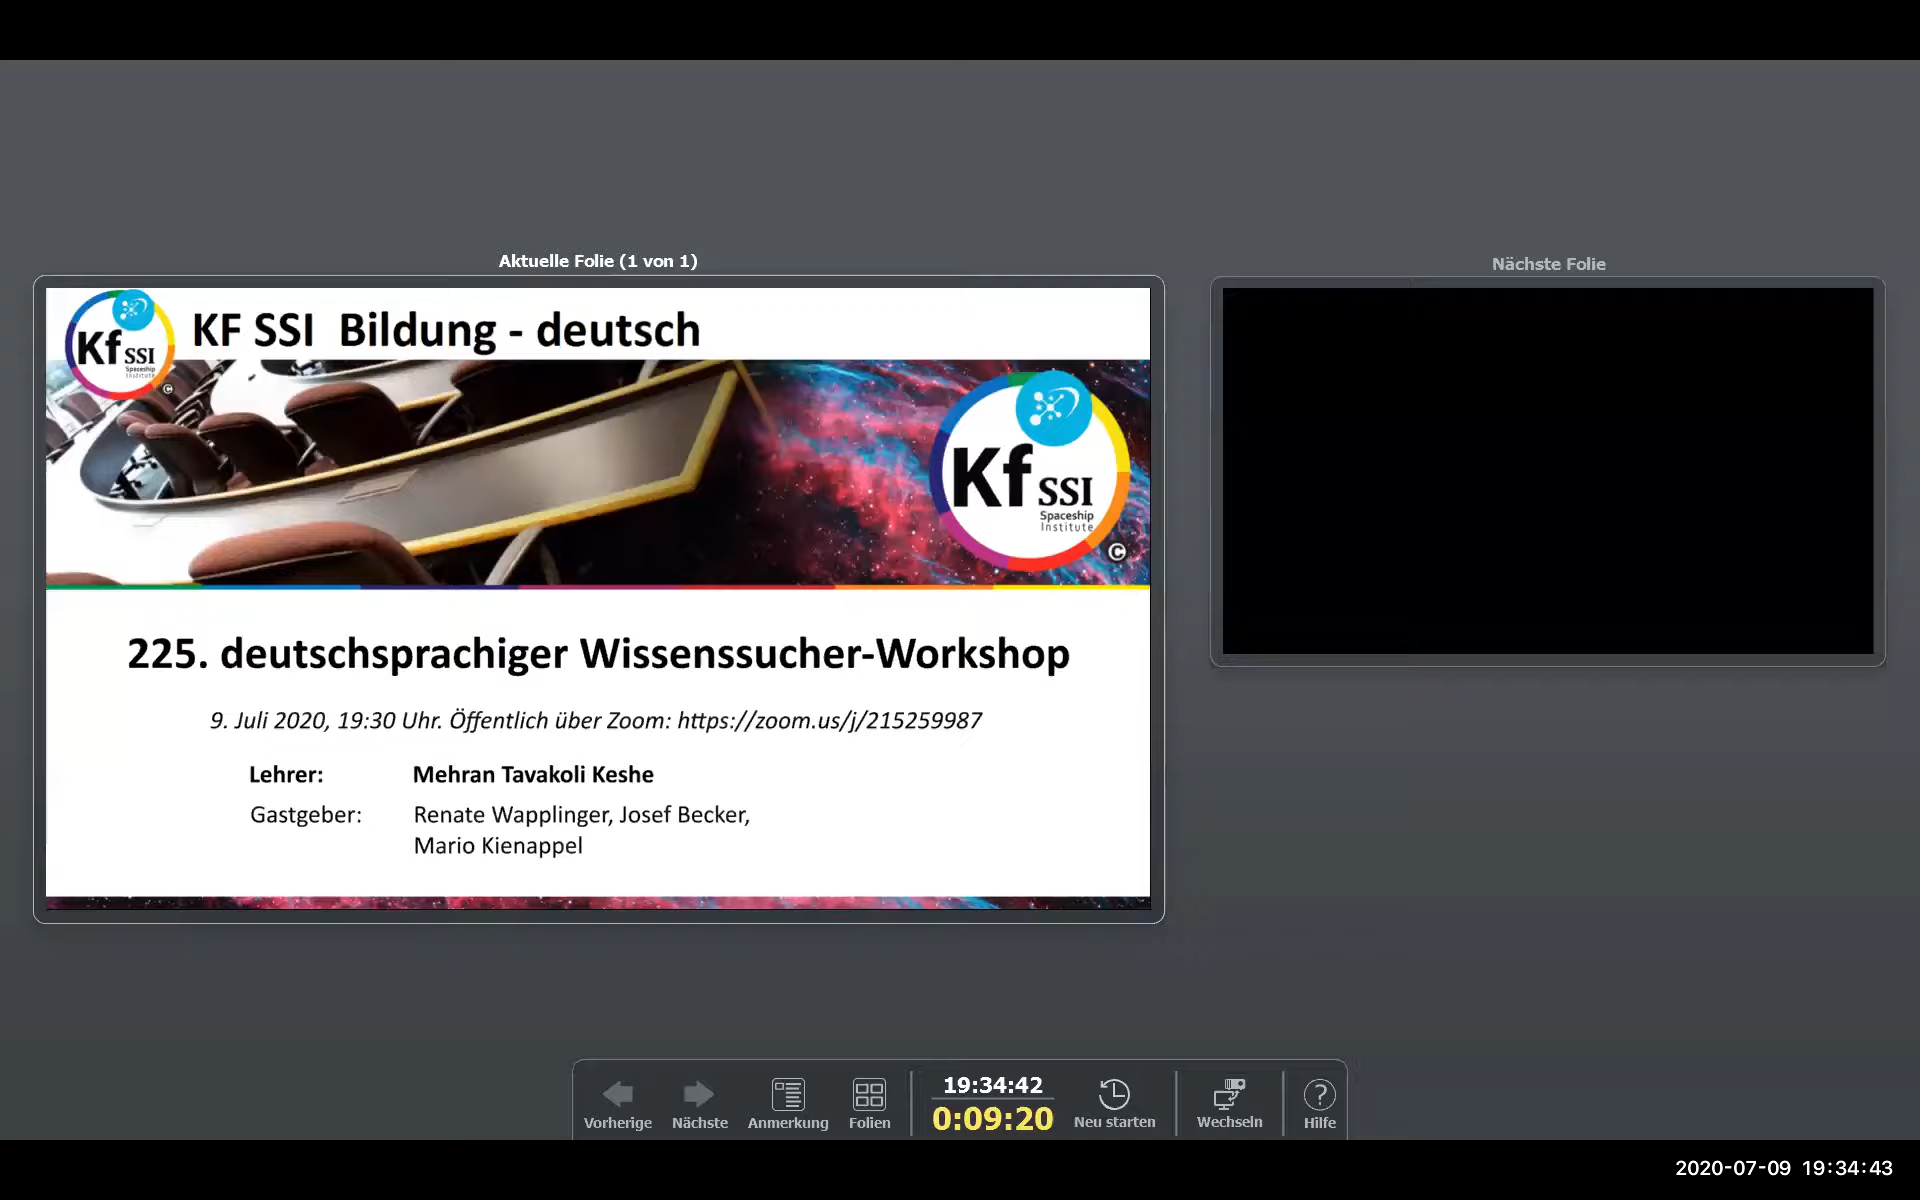 Aktuelle Folie (1 von 1)
Nächste Folie
Kf SSI
Spaceship
Institute
©
KF SSI Bildung - deutsch
Kf SSI
Spaceship
Institute
©
225. deutschsprachiger Wissenssucher-Workshop
9. Juli 2020, 19:30 Uhr. Öffentlich über Zoom: https://zoom.us/j/215259987
Lehrer: Mehran Tavakoli Keshe
Gastgeber: Renate Wapplinger, Josef Becker,
Mario Kienappel
19:34:42
0:09:20
Vorherige Nächste Anmerkung Folien Neu starten Wechseln Hilfe
2020-07-09 19:34:43